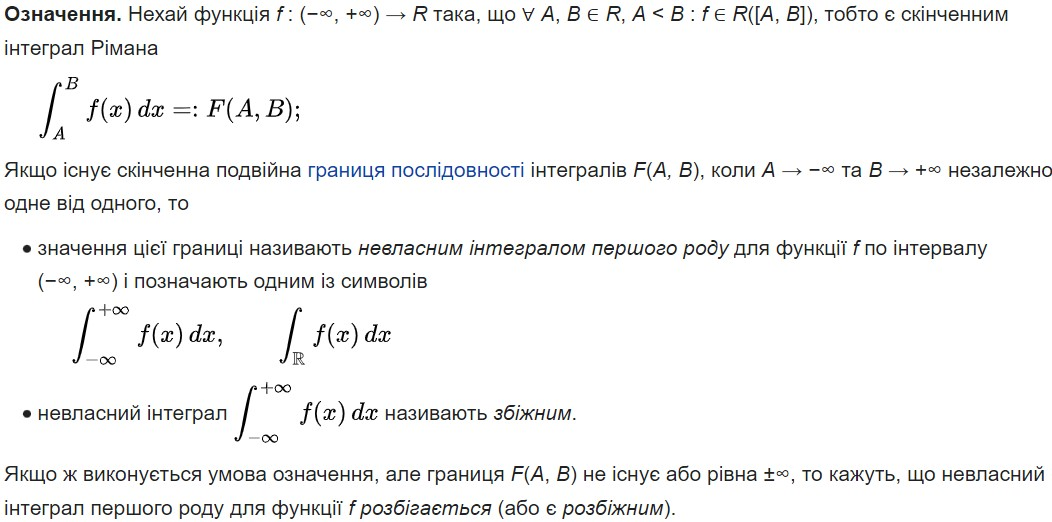 Означення. Нехай функція f : (−∞, +∞) → R така, що ∀ A, B ∈ R, A < B : f ∈ R([A, B]), тобто є скінченним
інтеграл Рімана
∫_A^B f(x) dx =: F(A, B);
Якщо існує скінченна подвійна границя послідовності інтегралів F(A, B), коли A → −∞ та B → +∞ незалежно
одне від одного, то
• значення цієї границі називають невласним інтегралом першого роду для функції f по інтервалу
(−∞, +∞) і позначають одним із символів
∫_{−∞}^{+∞} f(x) dx, ∫_ℝ f(x) dx
• невласний інтеграл ∫_{−∞}^{+∞} f(x) dx називають збіжним.
Якщо ж виконується умова означення, але границя F(A, B) не існує або рівна ±∞, то кажуть, що невласний
інтеграл першого роду для функції f розбігається (або є розбіжним).